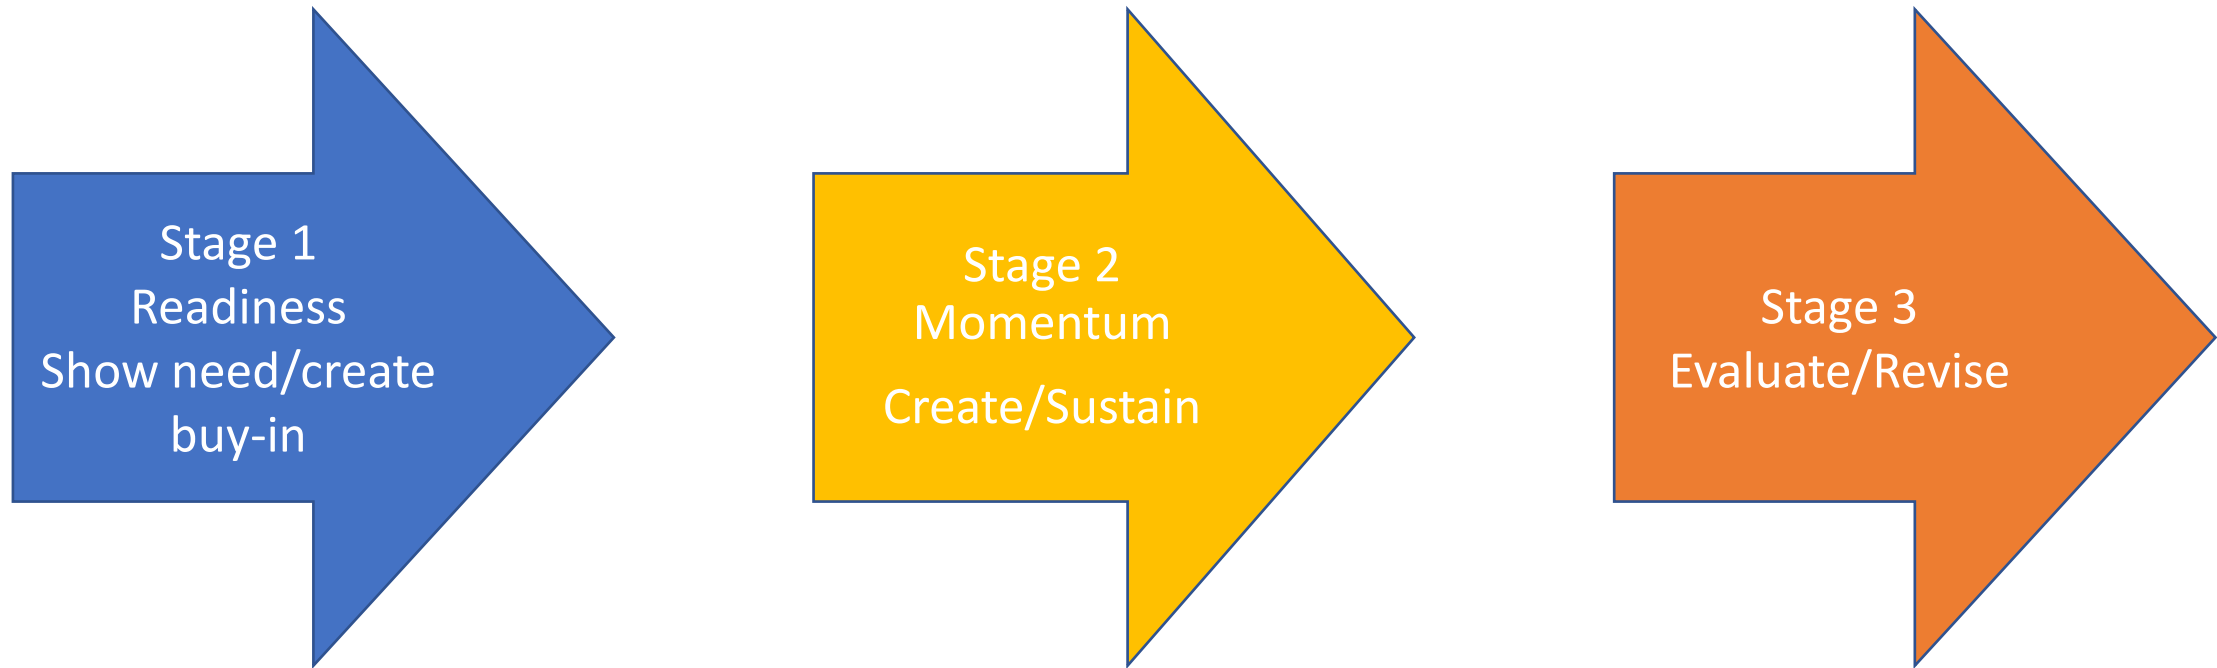 Stage 1
Readiness
Show need/create
buy-in
Stage 2
Momentum
Create/Sustain
Stage 3
Evaluate/Revise